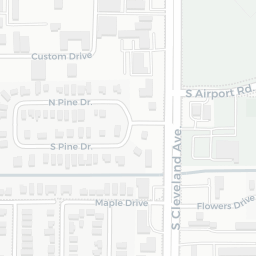 Custom Drive
S Airport Rd.
N Pine Dr.
S Pine Dr.
S Cleveland Ave
Maple Drive
Flowers Drive